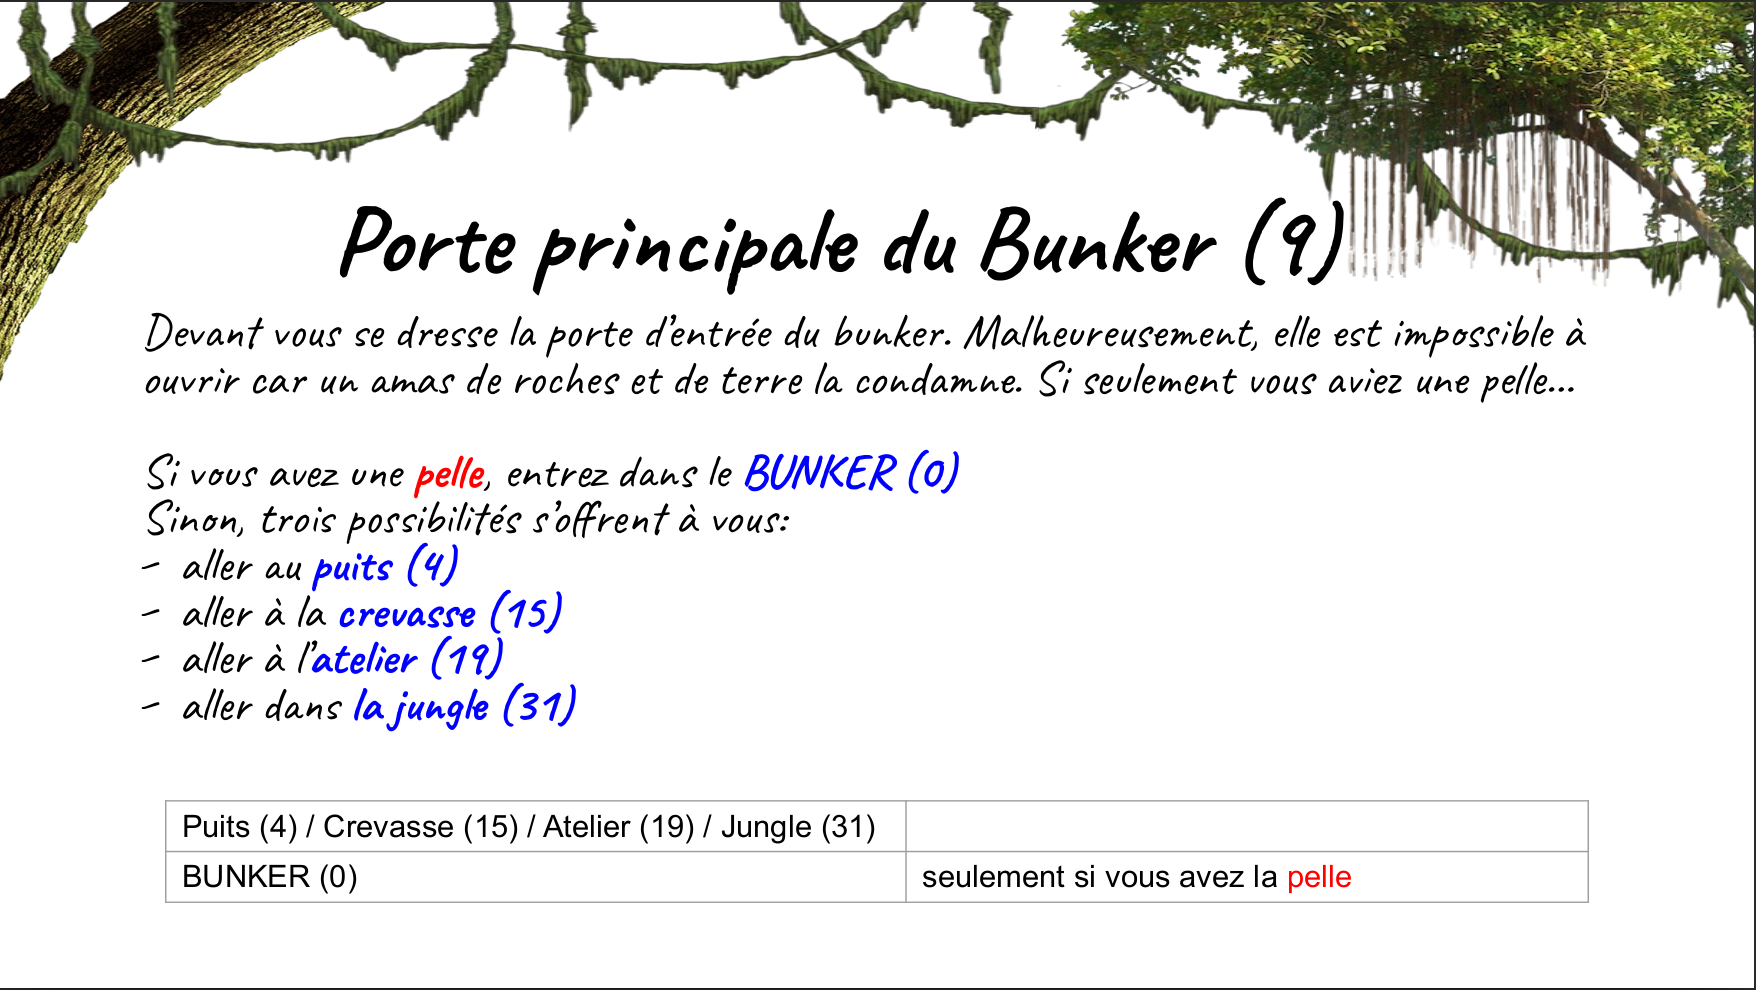 Porte principale du Bunker (9)
Devant vous se dresse la porte d'entrée du bunker. Malheureusement, elle est impossible à
ouvrir car un amas de roches et de terre la condamne. Si seulement vous aviez une pelle...
Si vous avez une pelle, entrez dans le BUNKER (0)
Sinon, trois possibilités s'offrent à vous:
- aller au puits (4)
- aller à la crevasse (15)
- aller à l'atelier (19)
- aller dans la jungle (31)
Puits (4) / Crevasse (15) / Atelier (19) / Jungle (31)
BUNKER (0) seulement si vous avez la pelle